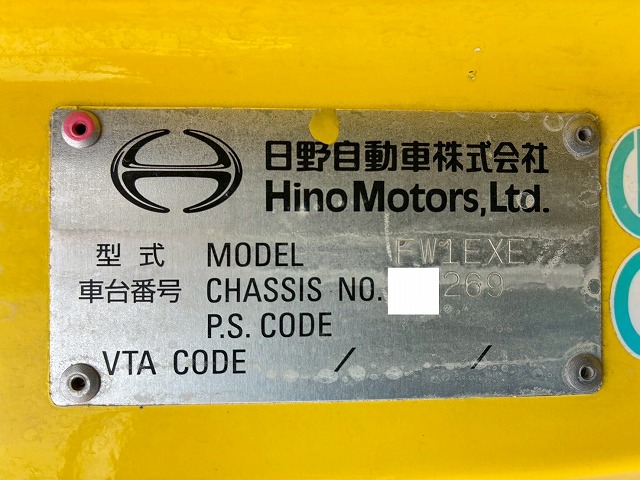 日野自動車株式会社
Hino Motors, Ltd.
型式 MODEL FW1EXE
車台番号 CHASSIS NO. 269
P.S. CODE
VTA CODE / /